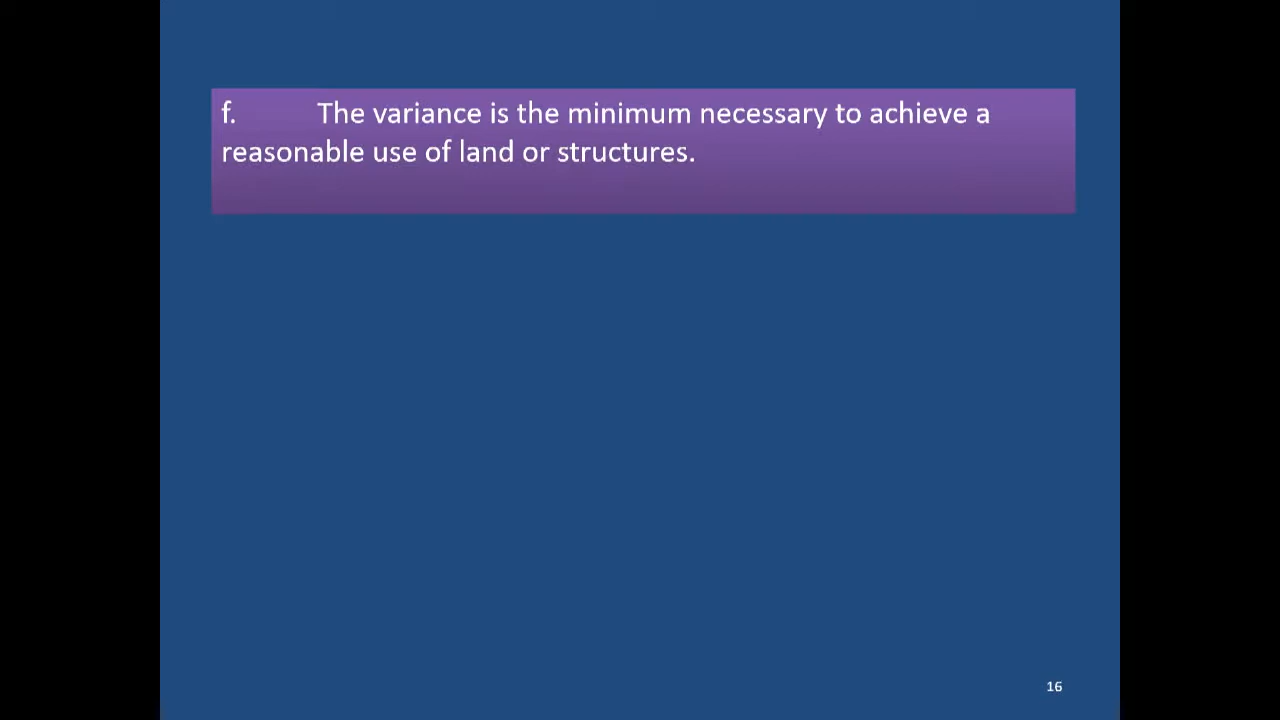 f. The variance is the minimum necessary to achieve a
reasonable use of land or structures.
16